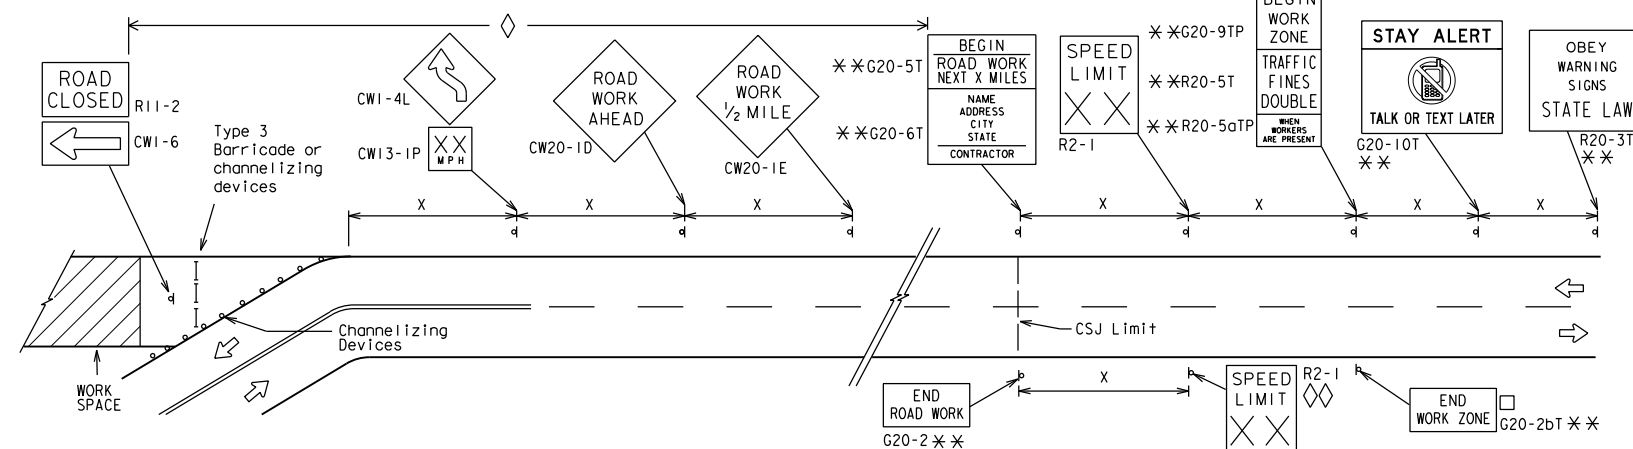 ROAD
CLOSED
R11-2
CW1-6
Type 3
Barricade or
channelizing
devices
CW1-4L
XX
MPH
CW13-1P
ROAD
WORK
AHEAD
CW20-1D
ROAD
WORK
1/2 MILE
CW20-1E
**G20-5T
**G20-6T
BEGIN
ROAD WORK
NEXT X MILES
NAME
ADDRESS
CITY
STATE
CONTRACTOR
SPEED
LIMIT
XX
R2-1
**G20-9TP
**R20-5T
**R20-5aTP
BEGIN
WORK
ZONE
TRAFFIC
FINES
DOUBLE
WHEN
WORKERS
ARE PRESENT
STAY ALERT
TALK OR TEXT LATER
G20-10T
**
OBEY
WARNING
SIGNS
STATE LAW
R20-3T
**
X
X
X
X
X
X
X
Channelizing
Devices
CSJ Limit
WORK
SPACE
X
END
ROAD WORK
G20-2 **
SPEED
LIMIT
XX
R2-1
END
WORK ZONE
G20-2bT **